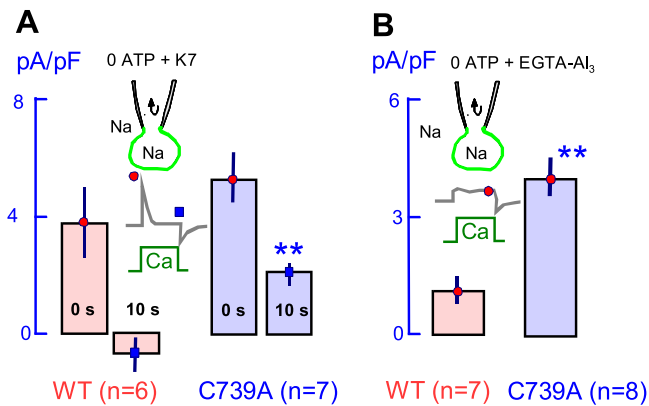 A
pA/pF
0 ATP + K7
8
4
0
Na
Na
Ca
**
0 s
10 s
0 s
10 s
WT (n=6)
C739A (n=7)
B
pA/pF
0 ATP + EGTA-Al₃
6
3
0
Na
Na
Ca
**
WT (n=7)
C739A (n=8)